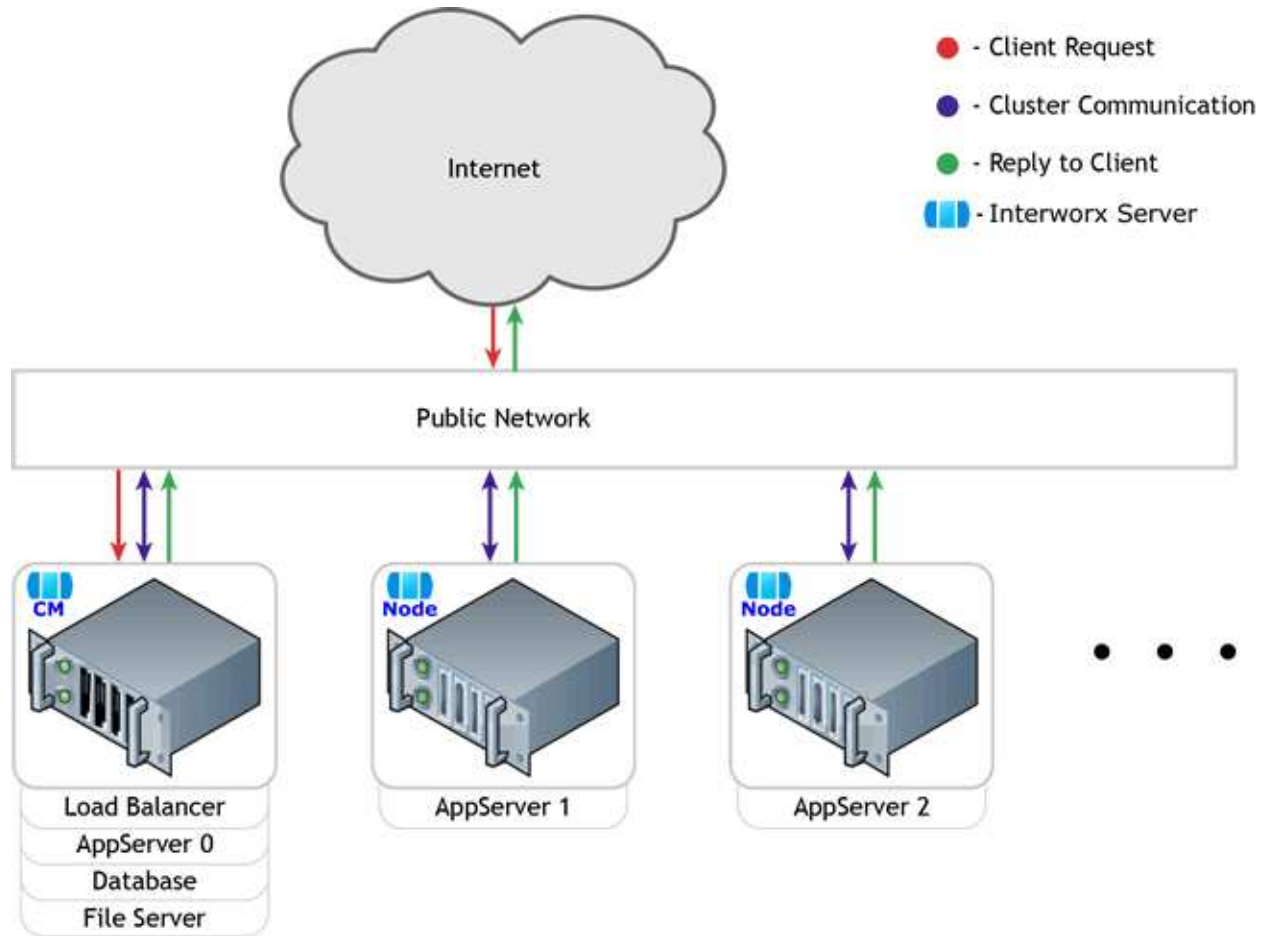 - Client Request
- Cluster Communication
Internet
- Reply to Client
- Interworx Server
Public Network
CM
Node
Node
Load Balancer
AppServer 1
AppServer 2
AppServer 0
Database
File Server